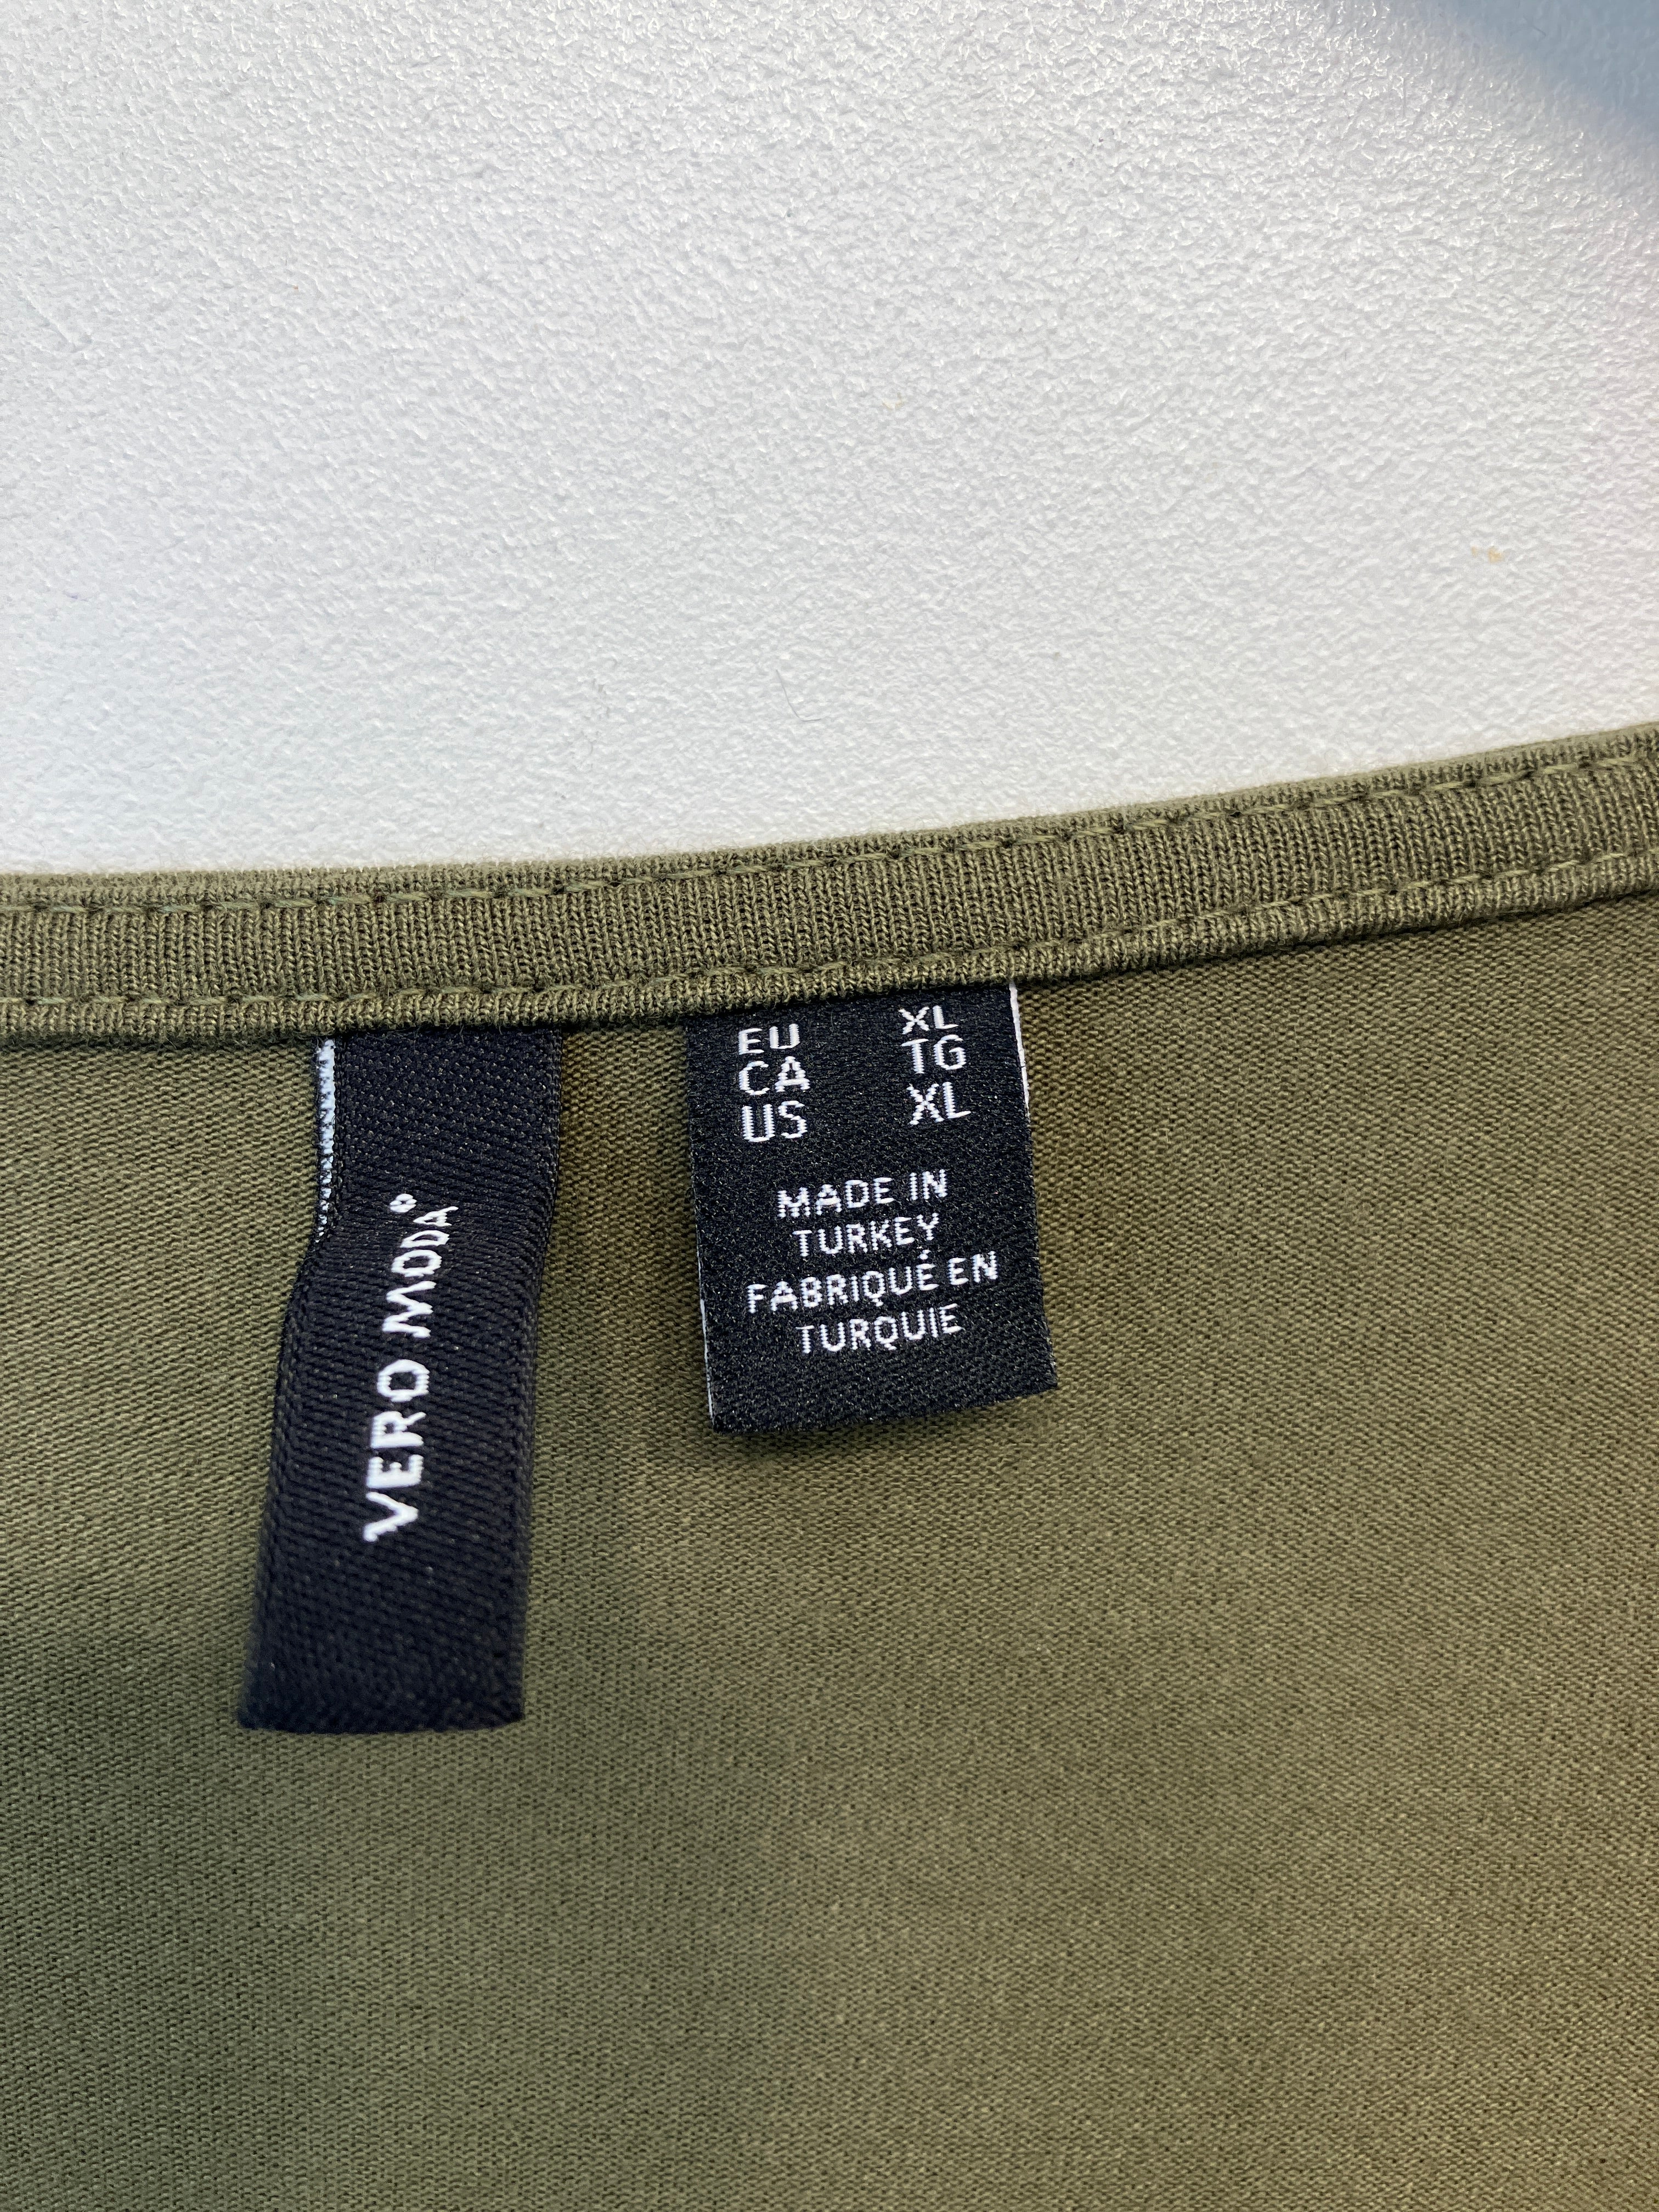 VERO MODA®
EU XL
CA TG
US XL
MADE IN
TURKEY
FABRIQUÉ EN
TURQUIE